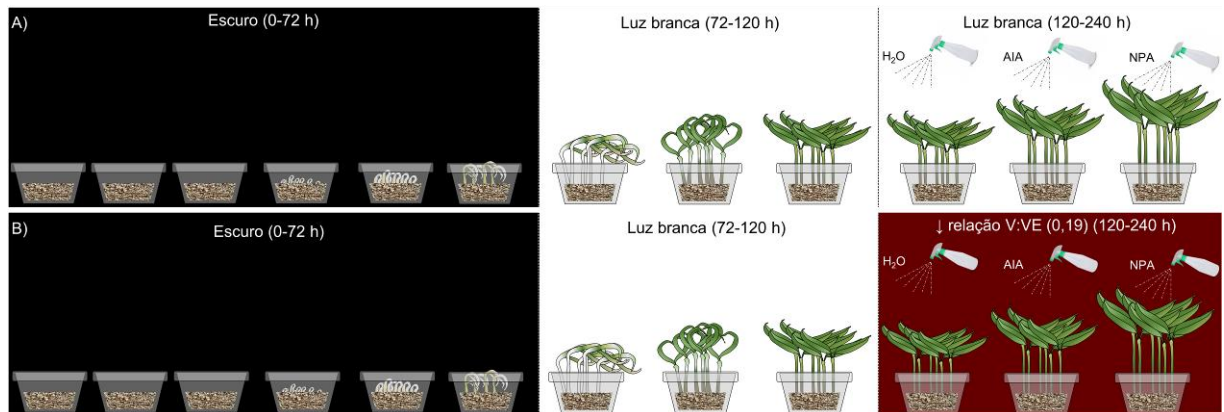 A)
Escuro (0-72 h)
Luz branca (72-120 h)
Luz branca (120-240 h)
H₂O
AIA
NPA
B)
Escuro (0-72 h)
Luz branca (72-120 h)
↓ relação V:VE (0,19) (120-240 h)
H₂O
AIA
NPA